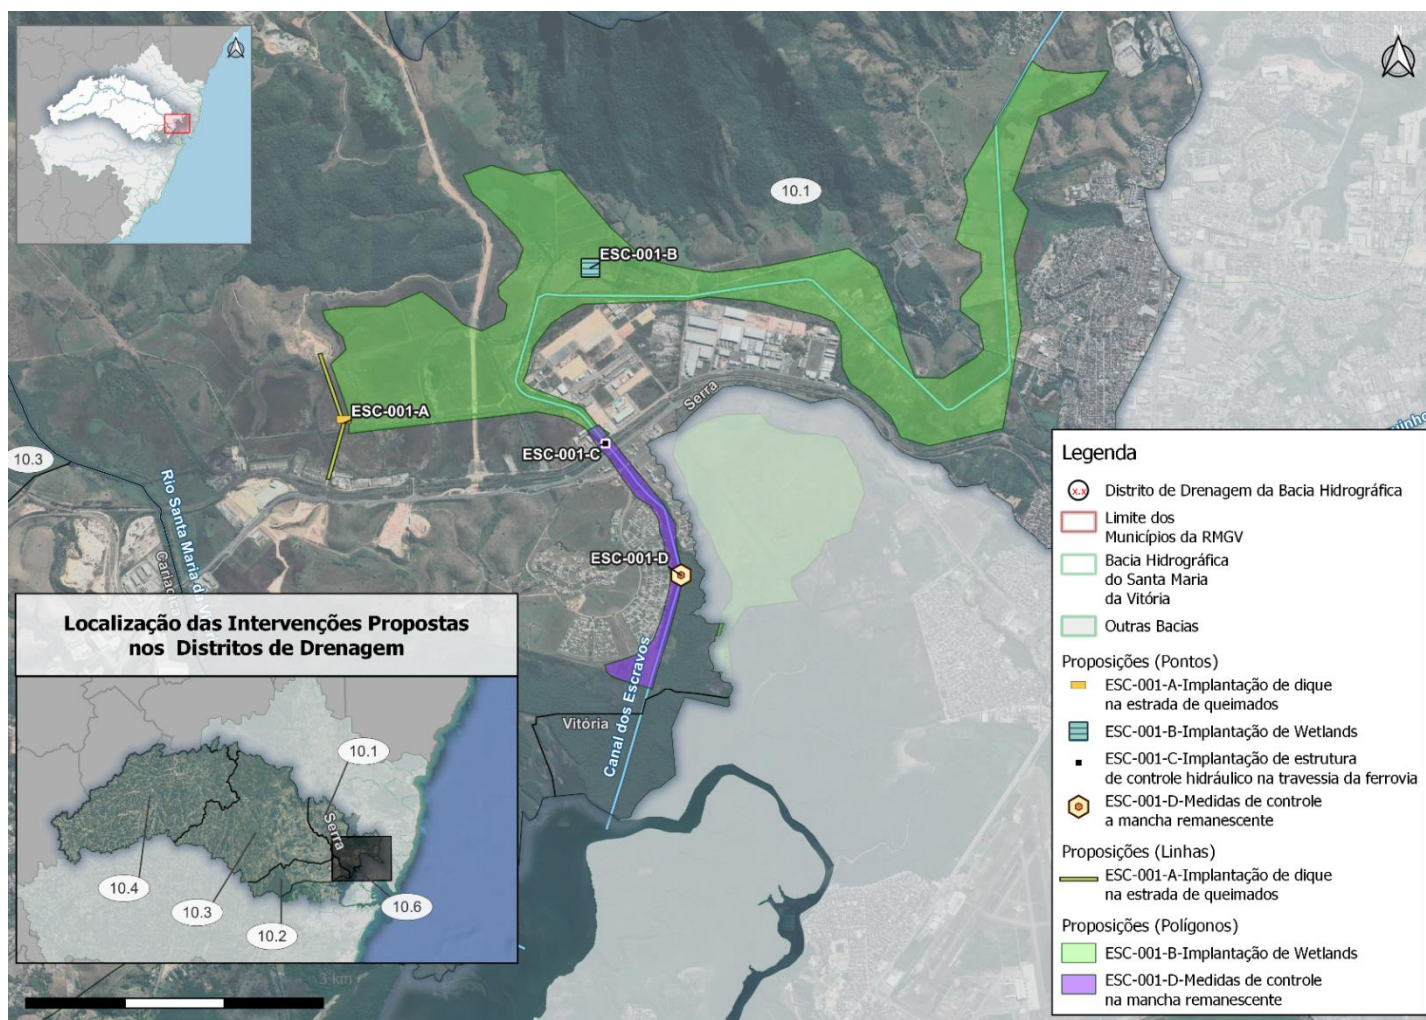 N
N
10.1
ESC-001-B
Serra
ESC-001-A
ESC-001-C
10.3
Rio Santa Maria da Vitória
Cariacica
ESC-001-D
Canal dos Escravos
Vitória
Localização das Intervenções Propostas
nos Distritos de Drenagem
10.1
Serra
10.4
10.3
10.2
10.6
3 km
Legenda
x.x
Distrito de Drenagem da Bacia Hidrográfica
Limite dos
Municípios da RMGV
Bacia Hidrográfica
do Santa Maria
da Vitória
Outras Bacias
Proposições (Pontos)
ESC-001-A-Implantação de dique
na estrada de queimados
ESC-001-B-Implantação de Wetlands
ESC-001-C-Implantação de estrutura
de controle hidráulico na travessia da ferrovia
ESC-001-D-Medidas de controle
a mancha remanescente
Proposições (Linhas)
ESC-001-A-Implantação de dique
na estrada de queimados
Proposições (Polígonos)
ESC-001-B-Implantação de Wetlands
ESC-001-D-Medidas de controle
na mancha remanescente